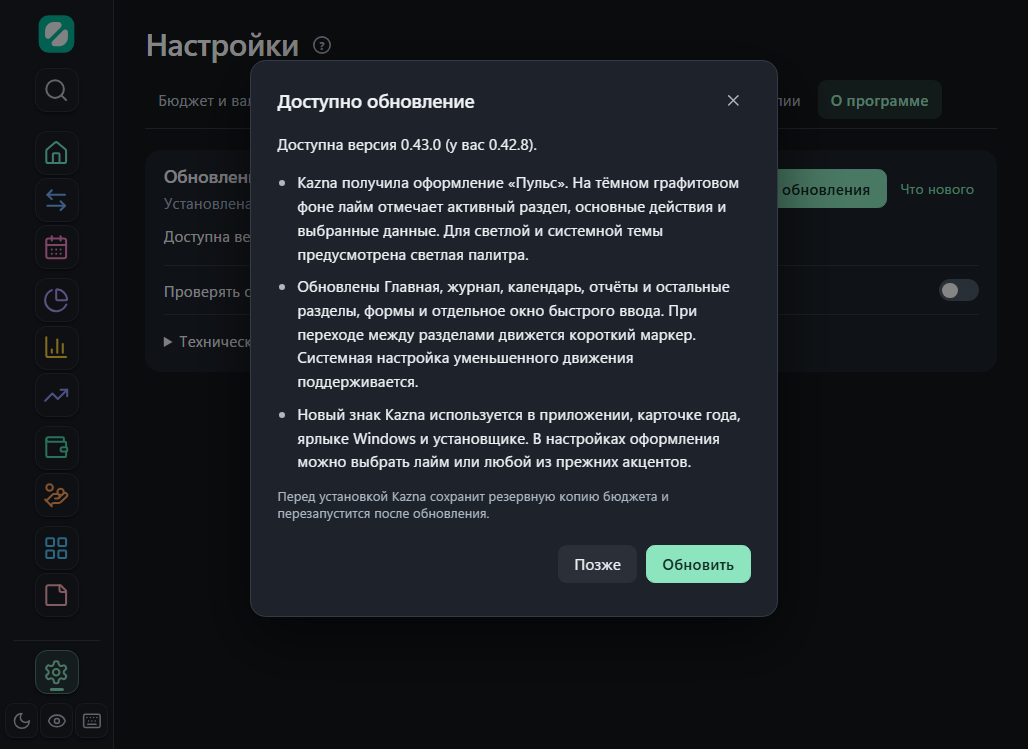 Настройки ?
Бюджет и ва
О программе
Доступно обновление
Доступна версия 0.43.0 (у вас 0.42.8).
Обновлен
обновления
Что нового
Установлена
Доступна ве
Проверять
Техническ
Kazna получила оформление «Пульс». На тёмном графитовом
фоне лайм отмечает активный раздел, основные действия и
выбранные данные. Для светлой и системной темы
предусмотрена светлая палитра.
Обновлены Главная, журнал, календарь, отчёты и остальные
разделы, формы и отдельное окно быстрого ввода. При
переходе между разделами движется короткий маркер.
Системная настройка уменьшенного движения
поддерживается.
Новый знак Kazna используется в приложении, карточке года,
ярлыке Windows и установщике. В настройках оформления
можно выбрать лайм или любой из прежних акцентов.
Перед установкой Kazna сохранит резервную копию бюджета и
перезапустится после обновления.
Позже
Обновить